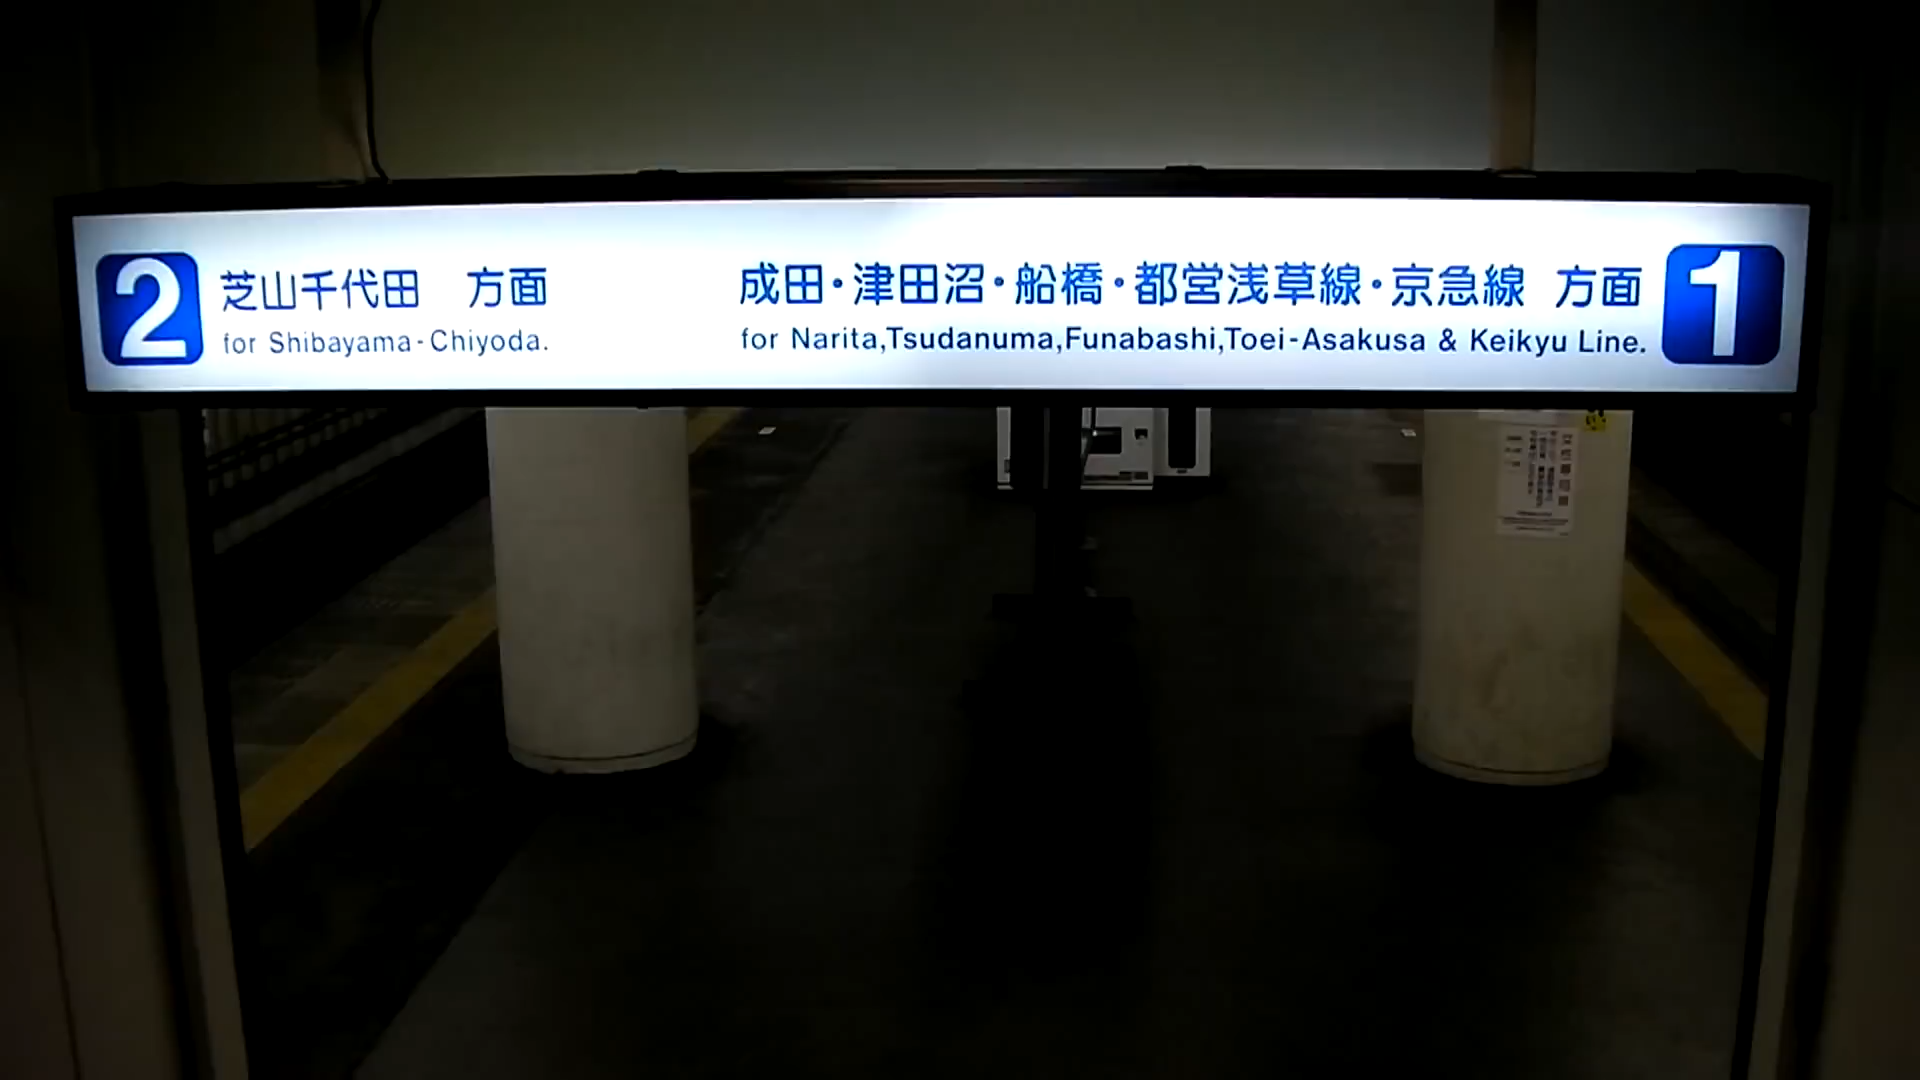 2
芝山千代田 方面
for Shibayama-Chiyoda.
成田・津田沼・船橋・都営浅草線・京急線 方面
for Narita,Tsudanuma,Funabashi,Toei-Asakusa & Keikyu Line.
1